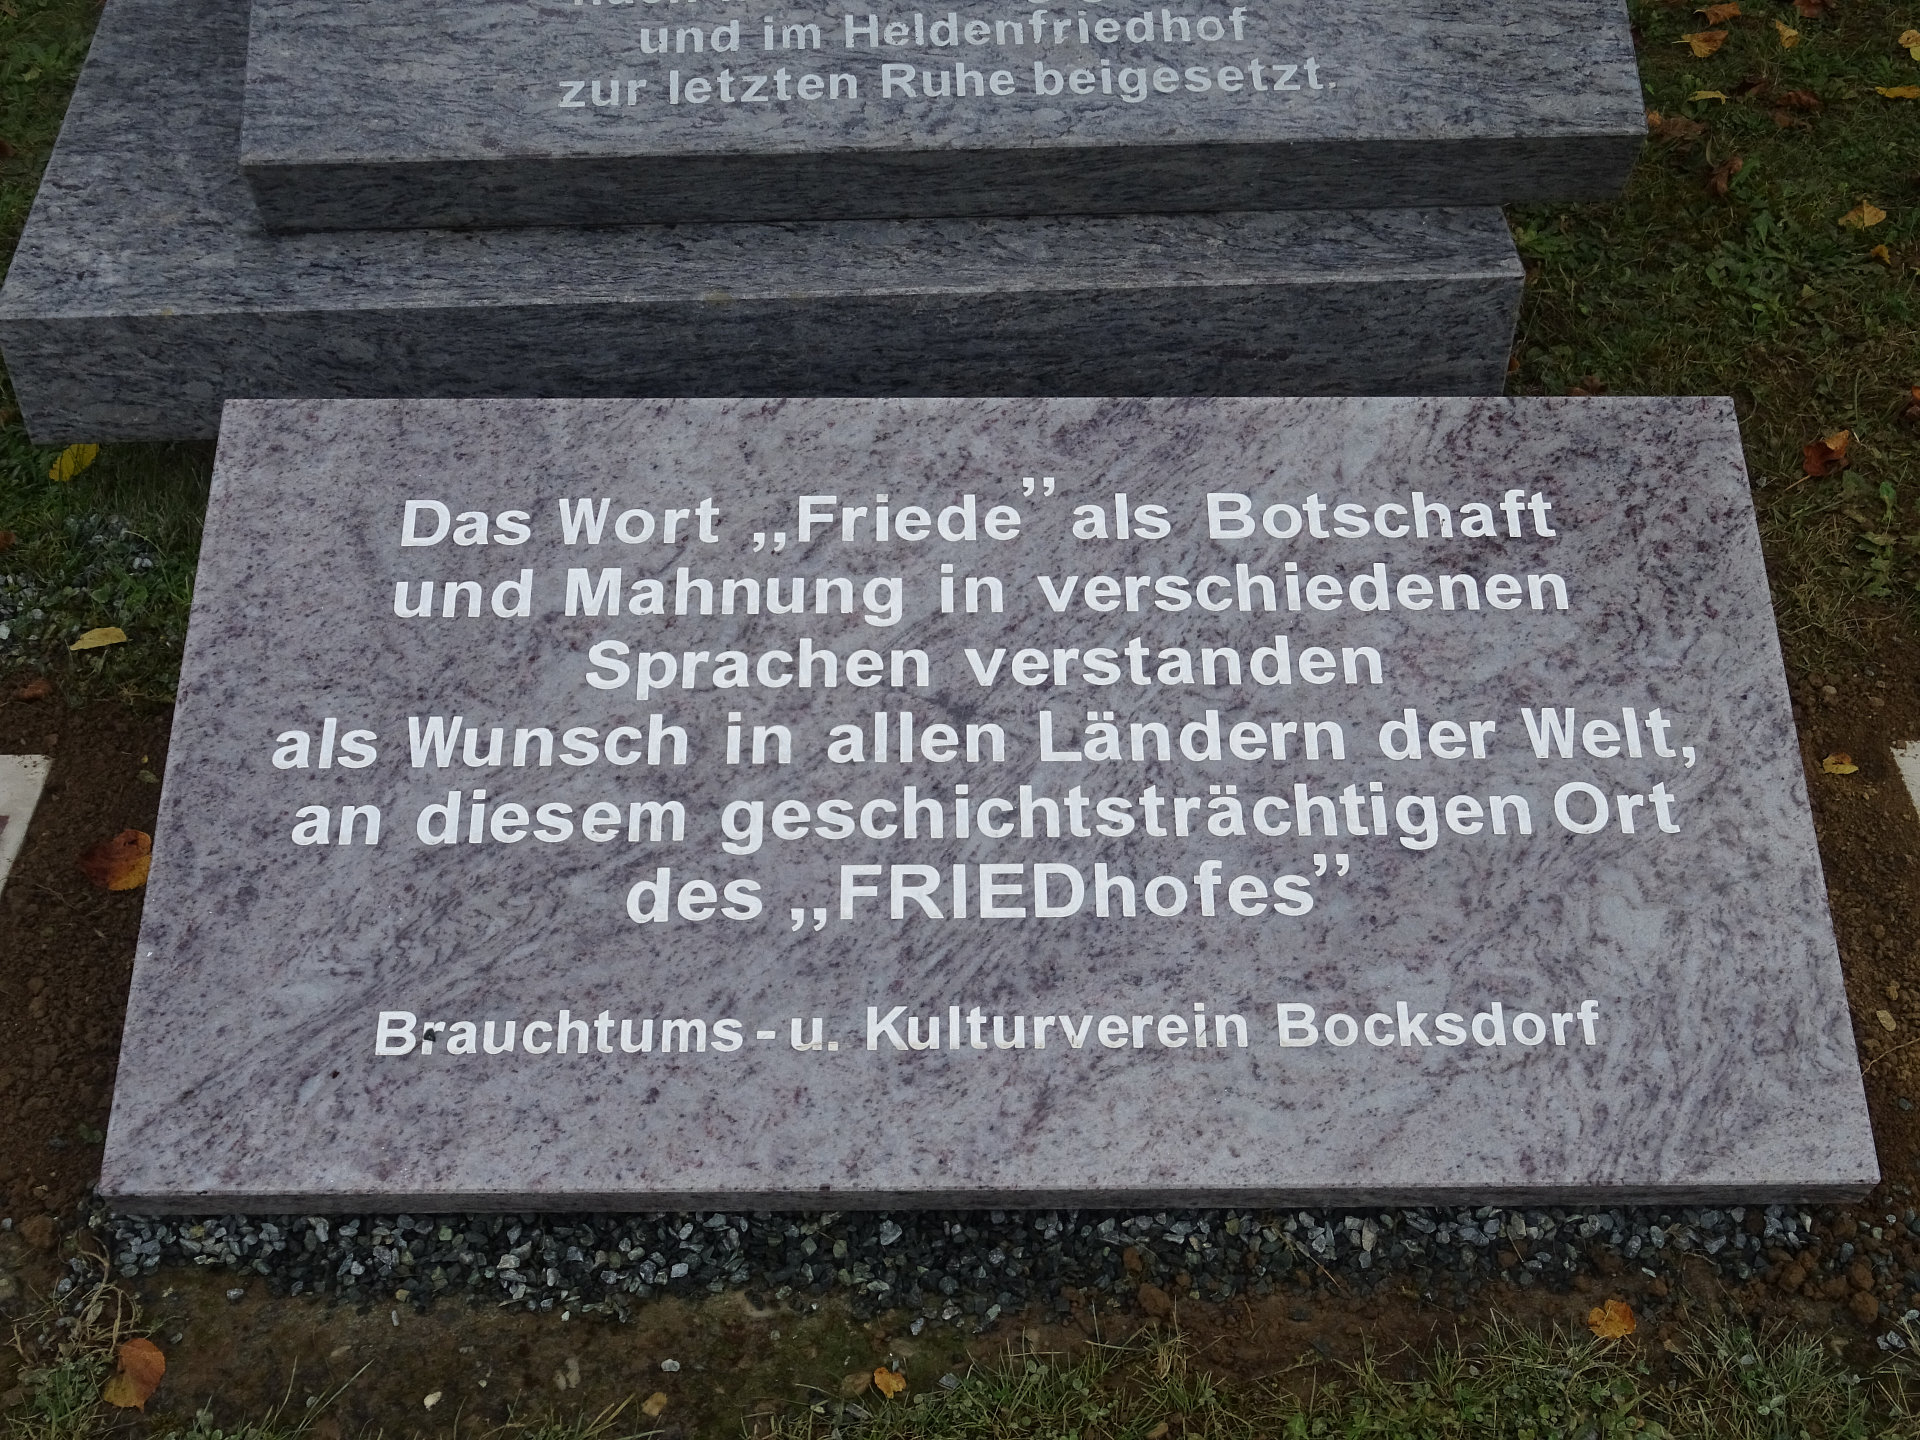 und im Heldenfriedhof
zur letzten Ruhe beigesetzt.
Das Wort „Friede” als Botschaft
und Mahnung in verschiedenen
Sprachen verstanden
als Wunsch in allen Ländern der Welt,
an diesem geschichtsträchtigen Ort
des „FRIEDhofes”
Brauchtums-u. Kulturverein Bocksdorf